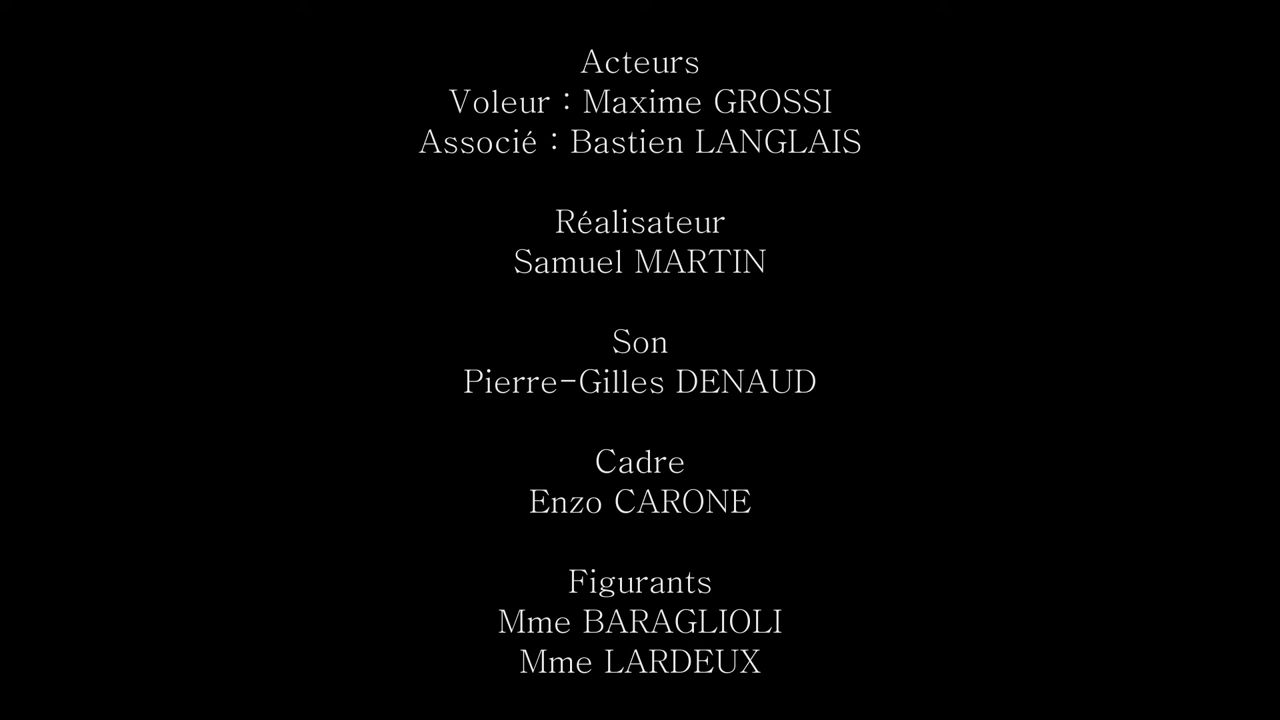 Acteurs
Voleur : Maxime GROSSI
Associé : Bastien LANGLAIS
Réalisateur
Samuel MARTIN
Son
Pierre-Gilles DENAUD
Cadre
Enzo CARONE
Figurants
Mme BARAGLIOLI
Mme LARDEUX